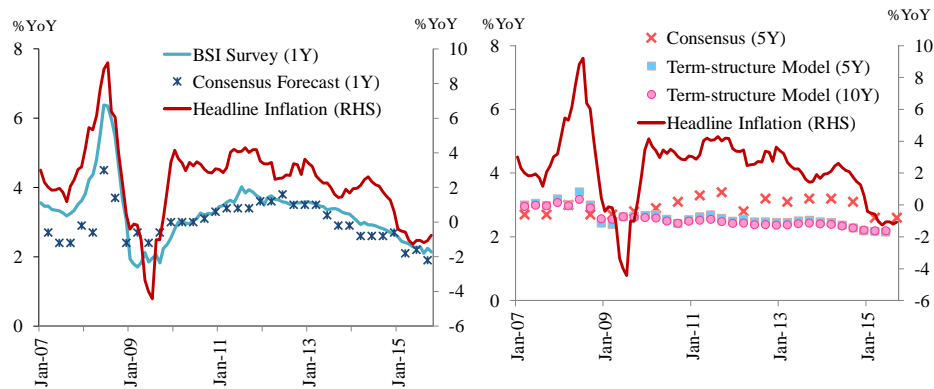 %YoY
%YoY
8
6
4
2
0
10
8
6
4
2
0
-2
-4
-6
BSI Survey (1Y)
Consensus Forecast (1Y)
Headline Inflation (RHS)
Jan-07
Jan-09
Jan-11
Jan-13
Jan-15
%YoY
%YoY
8
6
4
2
0
10
8
6
4
2
0
-2
-4
-6
Consensus (5Y)
Term-structure Model (5Y)
Term-structure Model (10Y)
Headline Inflation (RHS)
Jan-07
Jan-09
Jan-11
Jan-13
Jan-15